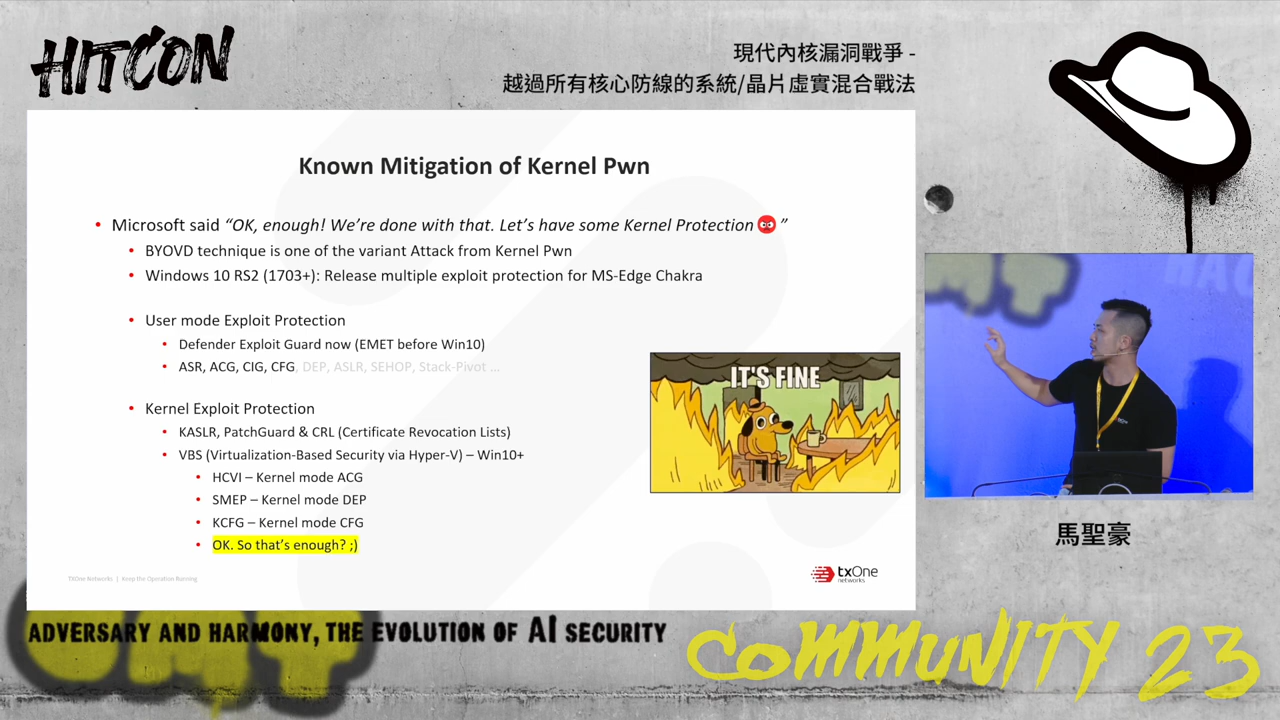 HITCON
現代內核漏洞戰爭 -
越過所有核心防線的系統/晶片虛實混合戰法
Known Mitigation of Kernel Pwn
• Microsoft said “OK, enough! We’re done with that. Let’s have some Kernel Protection ”
• BYOVD technique is one of the variant Attack from Kernel Pwn
• Windows 10 RS2 (1703+): Release multiple exploit protection for MS-Edge Chakra
• User mode Exploit Protection
• Defender Exploit Guard now (EMET before Win10)
• ASR, ACG, CIG, CFG, DEP, ASLR, SEHOP, Stack-Pivot ...
• Kernel Exploit Protection
• KASLR, PatchGuard & CRL (Certificate Revocation Lists)
• VBS (Virtualization-Based Security via Hyper-V) – Win10+
• HCVI – Kernel mode ACG
• SMEP – Kernel mode DEP
• KCFG – Kernel mode CFG
• OK. So that’s enough? ;)
IT'S FINE
TXOne Networks | Keep the Operation Running
txOne
networks
馬聖豪
ADVERSARY AND HARMONY, THE EVOLUTION OF AI SECURITY
COMMUNITY 23